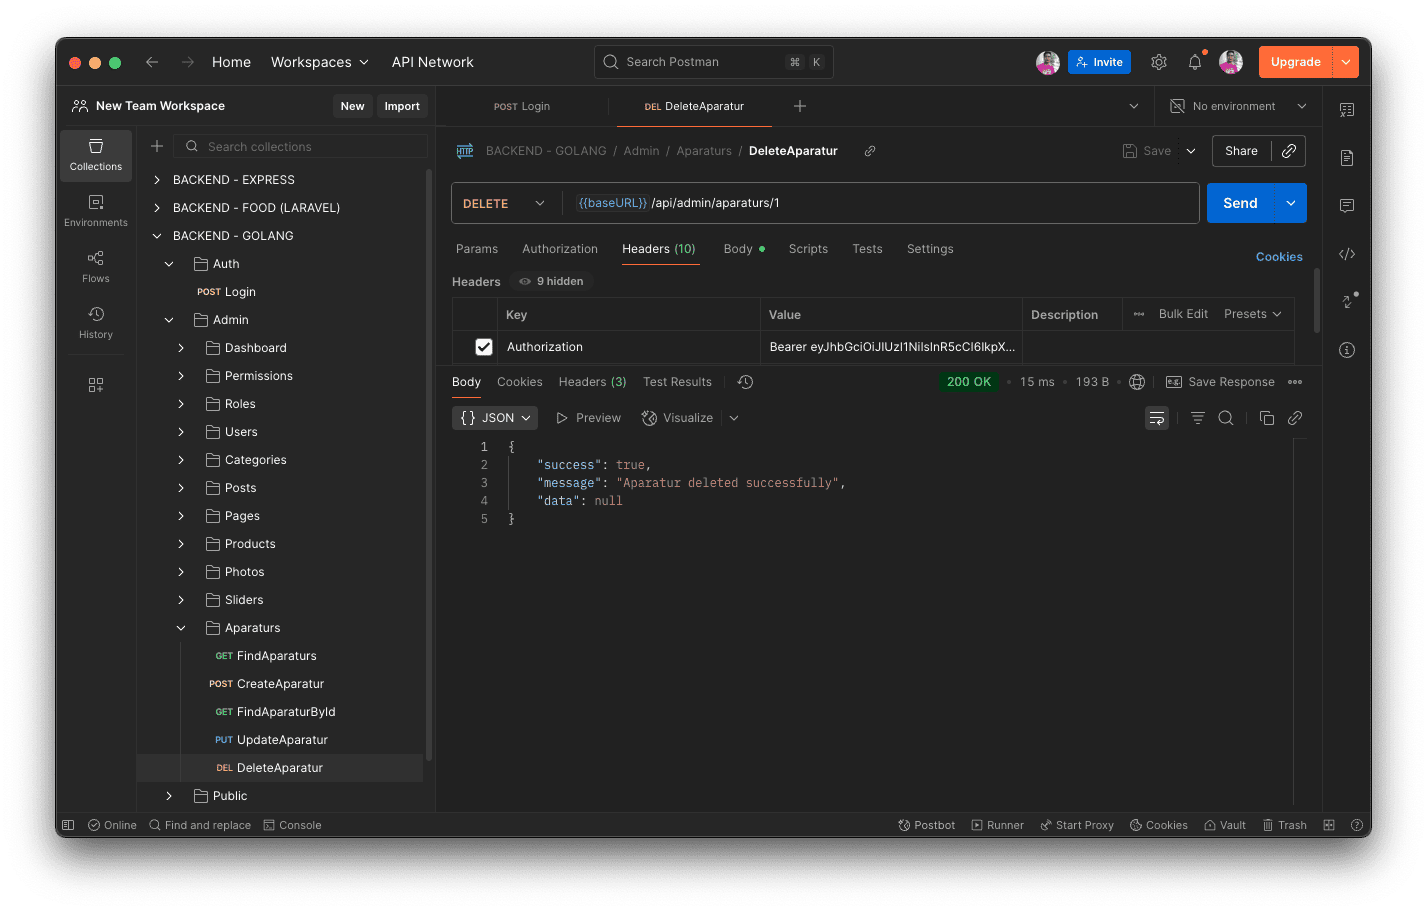 Home
Workspaces
API Network
Search Postman
⌘ K
Invite
Upgrade
New Team Workspace
New
Import
POST Login
DEL DeleteAparatur
No environment
Collections
Environments
Flows
History
Search collections
BACKEND - EXPRESS
BACKEND - FOOD (LARAVEL)
BACKEND - GOLANG
Auth
POST Login
Admin
Dashboard
Permissions
Roles
Users
Categories
Posts
Pages
Products
Photos
Sliders
Aparaturs
GET FindAparaturs
POST CreateAparatur
GET FindAparaturById
PUT UpdateAparatur
DEL DeleteAparatur
Public
HTTP BACKEND - GOLANG / Admin / Aparaturs / DeleteAparatur
Save
Share
DELETE
{{baseURL}} /api/admin/aparaturs/1
Send
Params Authorization Headers (10) Body Scripts Tests Settings
Cookies
Headers 9 hidden
Key Value Description Bulk Edit Presets
Authorization Bearer eyJhbGciOiJIUzI1NiIsInR5cCI6IkpX...
Body Cookies Headers (3) Test Results
200 OK • 15 ms • 193 B
e.g. Save Response
{} JSON Preview Visualize
1 {
2 "success": true,
3 "message": "Aparatur deleted successfully",
4 "data": null
5 }
Online Find and replace Console
Postbot Runner Start Proxy Cookies Vault Trash